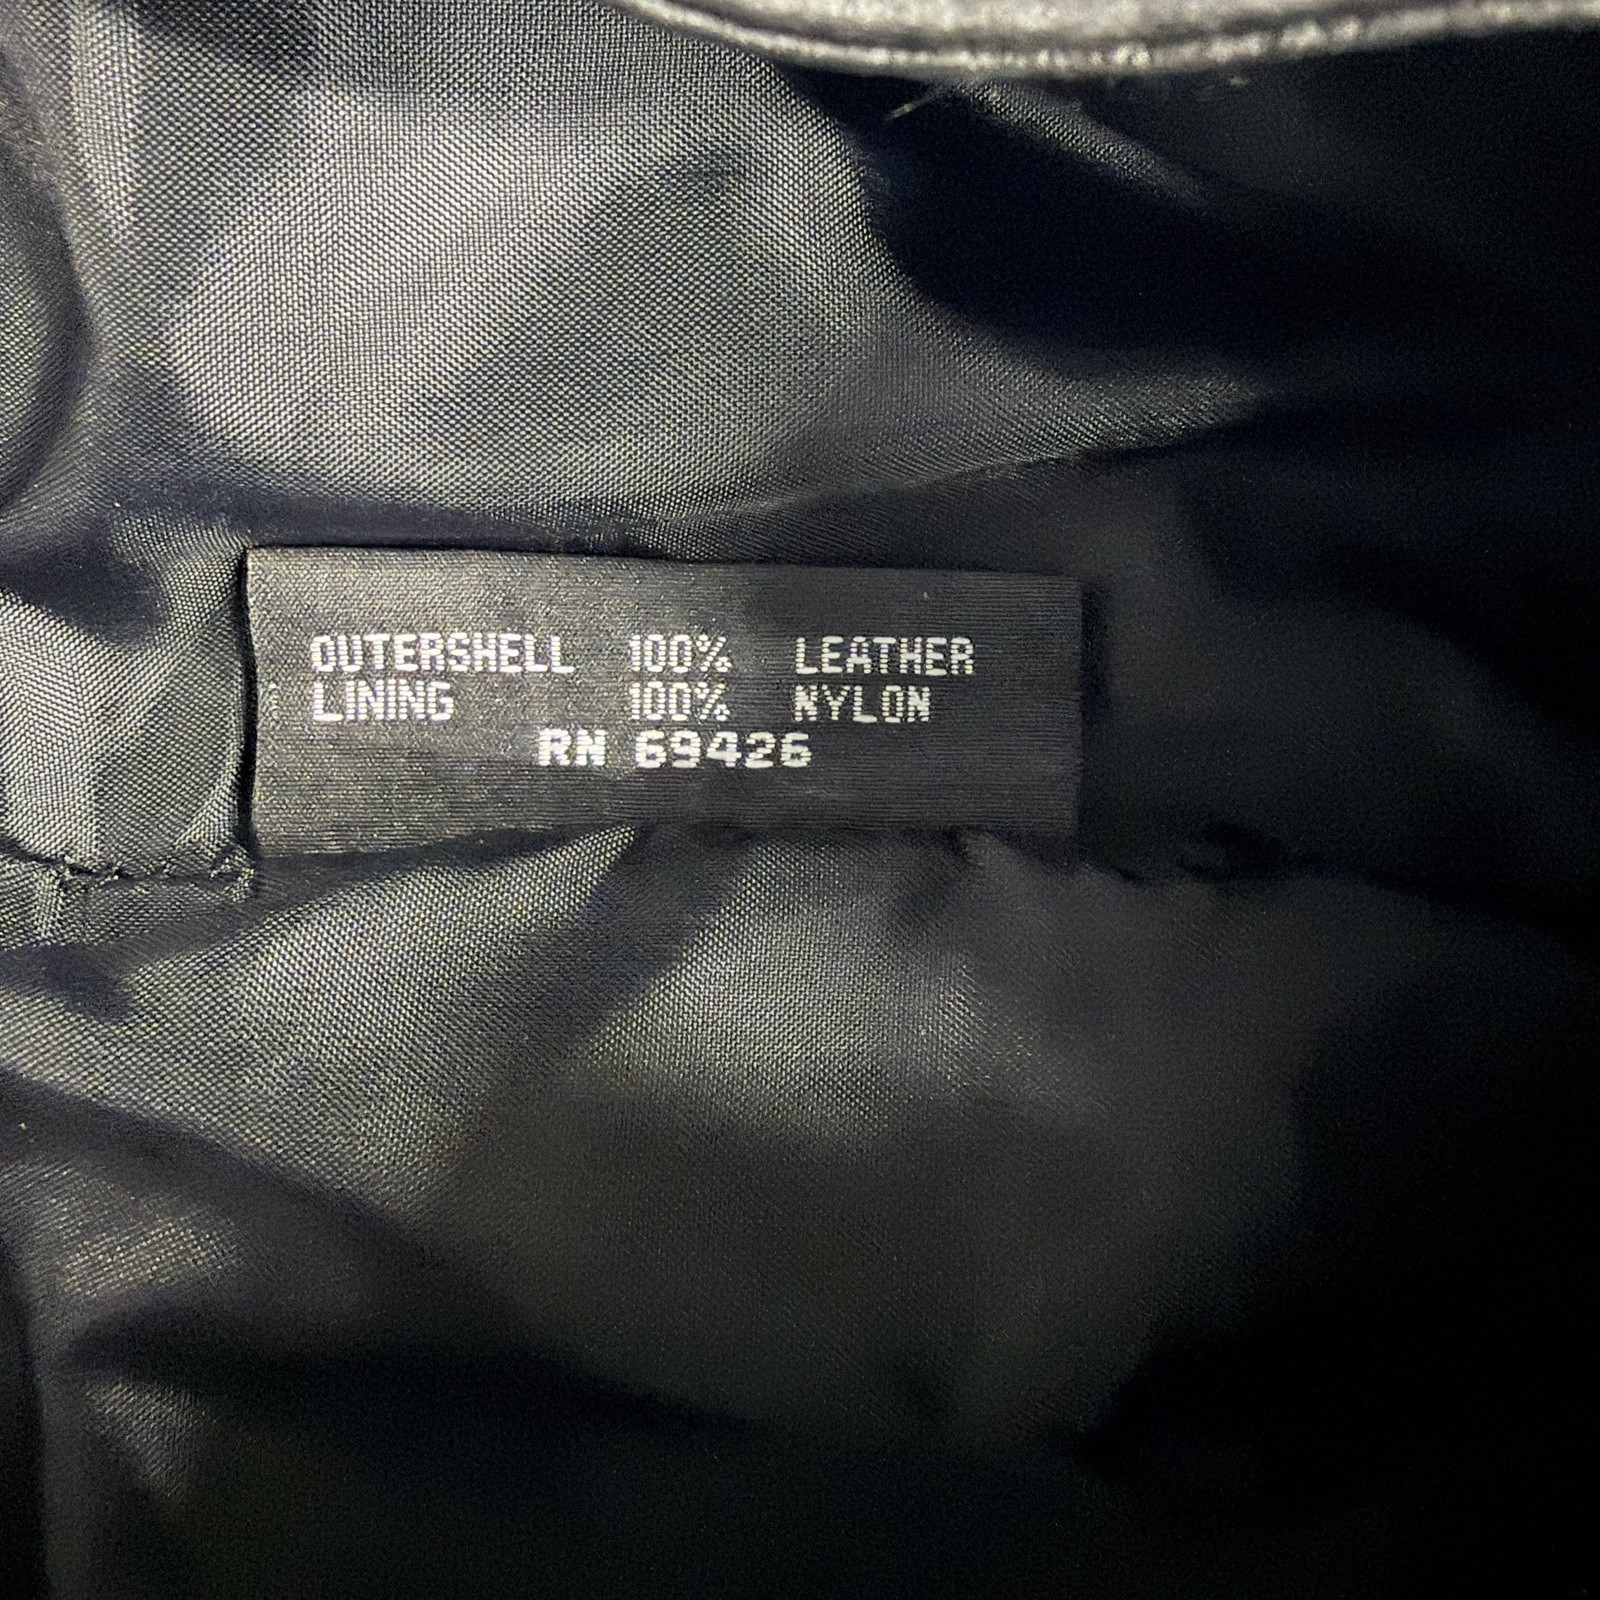 OUTERSHELL 100% LEATHER
LINING 100% NYLON
RN 69426